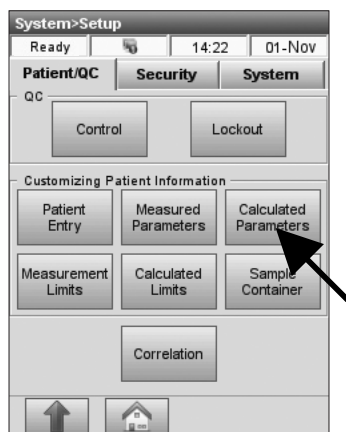 System>Setup
Ready 14:22 01-Nov
Patient/QC Security System
QC
Control Lockout
Customizing Patient Information
Patient Entry Measured Parameters Calculated Parameters
Measurement Limits Calculated Limits Sample Container
Correlation